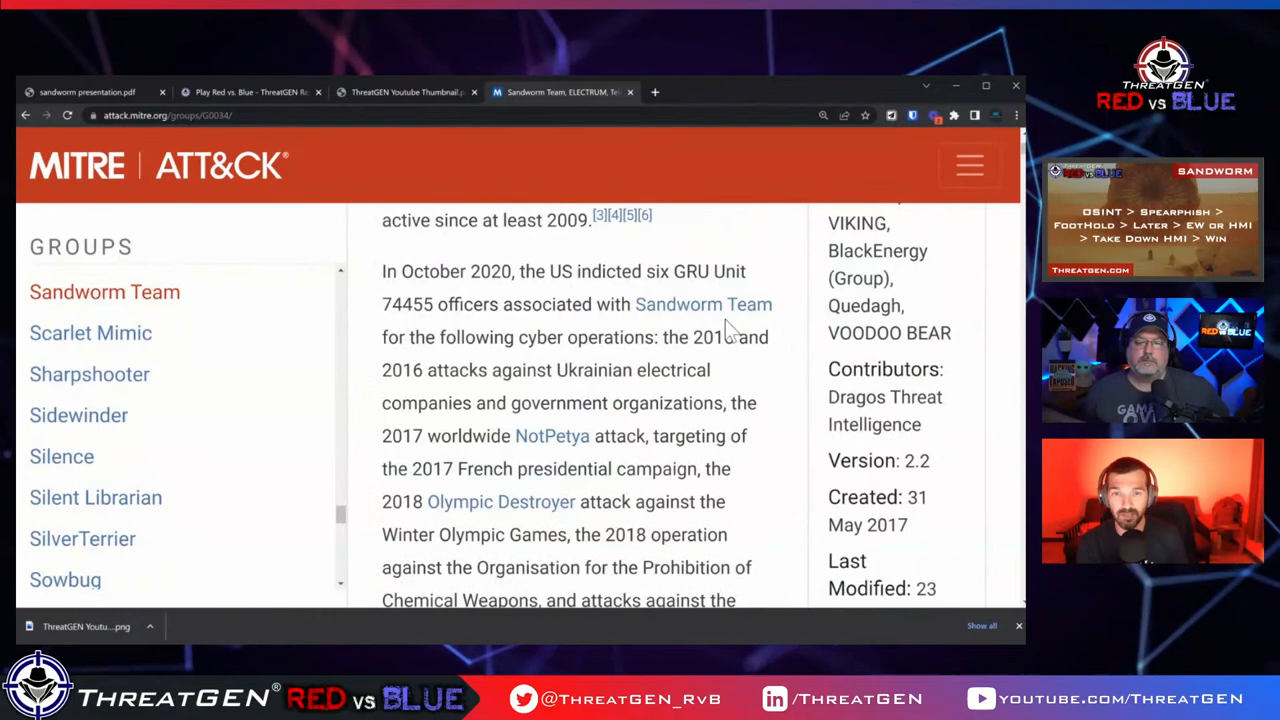 sandworm presentation.pdf
Play Red vs. Blue - ThreatGEN Re
ThreatGEN Youtube Thumbnail.p
Sandworm Team, ELECTRUM, Tel
attack.mitre.org/groups/G0034/
MITRE | ATT&CK®
GROUPS
Sandworm Team
Scarlet Mimic
Sharpshooter
Sidewinder
Silence
Silent Librarian
SilverTerrier
Sowbug
active since at least 2009. [3][4][5][6]
In October 2020, the US indicted six GRU Unit
74455 officers associated with Sandworm Team
for the following cyber operations: the 201 and
2016 attacks against Ukrainian electrical
companies and government organizations, the
2017 worldwide NotPetya attack, targeting of
the 2017 French presidential campaign, the
2018 Olympic Destroyer attack against the
Winter Olympic Games, the 2018 operation
against the Organisation for the Prohibition of
Chemical Weapons, and attacks against the
VIKING,
BlackEnergy
(Group),
Quedagh,
VOODOO BEAR
Contributors:
Dragos Threat
Intelligence
Version: 2.2
Created: 31
May 2017
Last
Modified: 23
ThreatGEN Youtu....png
Show all
THREATGEN
RED VS BLUE
SANDWORM
OSINT > SPEARPHISH >
FOOTHOLD > LATER > EW OR HMI
> TAKE DOWN HMI > WIN
THREATGEN.COM
THREATGEN® RED VS BLUE
@THREATGEN_RVB
/THREATGEN
YOUTUBE.COM/THREATGEN